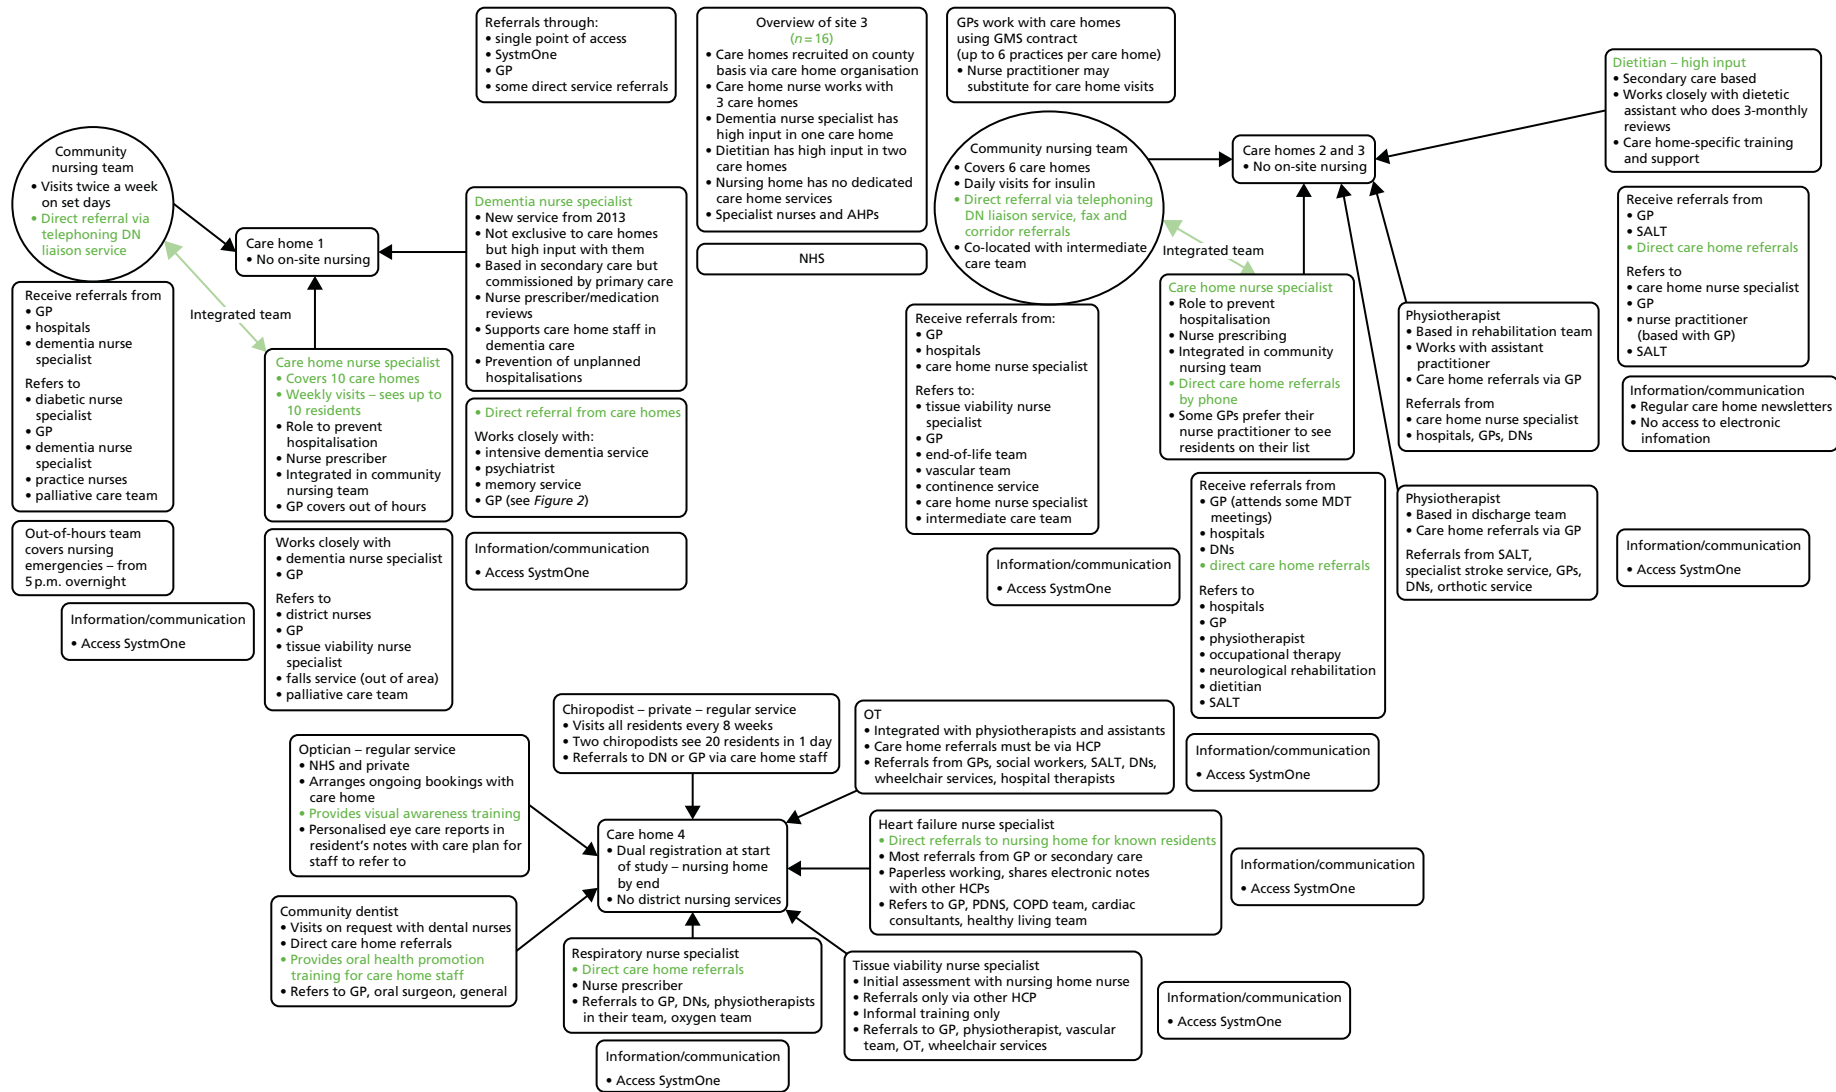 Referrals through:
• single point of access
• SystmOne
• GP
• some direct service referrals
Overview of site 3
(n=16)
• Care homes recruited on county
basis via care home organisation
• Care home nurse works with
3 care homes
• Dementia nurse specialist has
high input in one care home
• Dietitian has high input in two
care homes
• Nursing home has no dedicated
care home services
• Specialist nurses and AHPs
NHS
GPs work with care homes
using GMS contract
(up to 6 practices per care home)
• Nurse practitioner may
substitute for care home visits
Community
nursing team
• Visits twice a week
on set days
• Direct referral via
telephoning DN
liaison service
Care home 1
• No on-site nursing
Integrated team
Receive referrals from
• GP
• hospitals
• dementia nurse
specialist
Refers to
• diabetic nurse
specialist
• GP
• dementia nurse
specialist
• practice nurses
• palliative care team
Out-of-hours team
covers nursing
emergencies – from
5 p.m. overnight
Information/communication
• Access SystmOne
Care home nurse specialist
• Covers 10 care homes
• Weekly visits – sees up to
10 residents
• Role to prevent
hospitalisation
• Nurse prescriber
• Integrated in community
nursing team
• GP covers out of hours
Works closely with
• dementia nurse specialist
• GP
Refers to
• district nurses
• GP
• tissue viability nurse
specialist
• falls service (out of area)
• palliative care team
Dementia nurse specialist
• New service from 2013
• Not exclusive to care homes
but high input with them
• Based in secondary care but
commissioned by primary care
• Nurse prescriber/medication
reviews
• Supports care home staff in
dementia care
• Prevention of unplanned
hospitalisations
• Direct referral from care homes
Works closely with:
• intensive dementia service
• psychiatrist
• memory service
• GP (see Figure 2)
Information/communication
• Access SystmOne
Community nursing team
• Covers 6 care homes
• Daily visits for insulin
• Direct referral via telephoning
DN liaison service, fax and
corridor referrals
• Co-located with intermediate
care team
Integrated team
Care homes 2 and 3
• No on-site nursing
Receive referrals from:
• GP
• hospitals
• care home nurse specialist
Refers to:
• tissue viability nurse
specialist
• GP
• end-of-life team
• vascular team
• continence service
• care home nurse specialist
• intermediate care team
Information/communication
• Access SystmOne
Care home nurse specialist
• Role to prevent
hospitalisation
• Nurse prescribing
• Integrated in community
nursing team
• Direct care home referrals
by phone
• Some GPs prefer their
nurse practitioner to see
residents on their list
Receive referrals from
• GP (attends some MDT
meetings)
• hospitals
• DNs
• direct care home referrals
Refers to
• hospitals
• GP
• physiotherapist
• occupational therapy
• neurological rehabilitation
• dietitian
• SALT
Information/communication
• Access SystmOne
Dietitian – high input
• Secondary care based
• Works closely with dietetic
assistant who does 3-monthly
reviews
• Care home-specific training
and support
Receive referrals from
• GP
• SALT
• Direct care home referrals
Refers to
• care home nurse specialist
• GP
• nurse practitioner
(based with GP)
• SALT
Information/communication
• Regular care home newsletters
• No access to electronic
infomation
Physiotherapist
• Based in rehabilitation team
• Works with assistant
practitioner
• Care home referrals via GP
Referrals from
• care home nurse specialist
• hospitals, GPs, DNs
Physiotherapist
• Based in discharge team
• Care home referrals via GP
Referrals from SALT,
specialist stroke service, GPs,
DNs, orthotic service
Information/communication
• Access SystmOne
Chiropodist – private – regular service
• Visits all residents every 8 weeks
• Two chiropodists see 20 residents in 1 day
• Referrals to DN or GP via care home staff
OT
• Integrated with physiotherapists and assistants
• Care home referrals must be via HCP
• Referrals from GPs, social workers, SALT, DNs,
wheelchair services, hospital therapists
Optician – regular service
• NHS and private
• Arranges ongoing bookings with
care home
• Provides visual awareness training
• Personalised eye care reports in
resident's notes with care plan for
staff to refer to
Care home 4
• Dual registration at start
of study – nursing home
by end
• No district nursing services
Heart failure nurse specialist
• Direct referrals to nursing home for known residents
• Most referrals from GP or secondary care
• Paperless working, shares electronic notes
with other HCPs
• Refers to GP, PDNS, COPD team, cardiac
consultants, healthy living team
Information/communication
• Access SystmOne
Community dentist
• Visits on request with dental nurses
• Direct care home referrals
• Provides oral health promotion
training for care home staff
• Refers to GP, oral surgeon, general
Respiratory nurse specialist
• Direct care home referrals
• Nurse prescriber
• Referrals to GP, DNs, physiotherapists
in their team, oxygen team
Information/communication
• Access SystmOne
Tissue viability nurse specialist
• Initial assessment with nursing home nurse
• Referrals only via other HCP
• Informal training only
• Referrals to GP, physiotherapist, vascular
team, OT, wheelchair services
Information/communication
• Access SystmOne